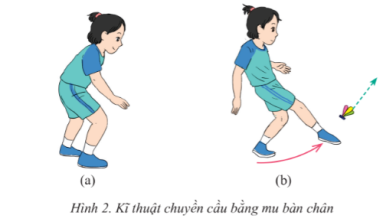 (a) (b)
Hình 2. Kĩ thuật chuyền cầu bằng mu bàn chân